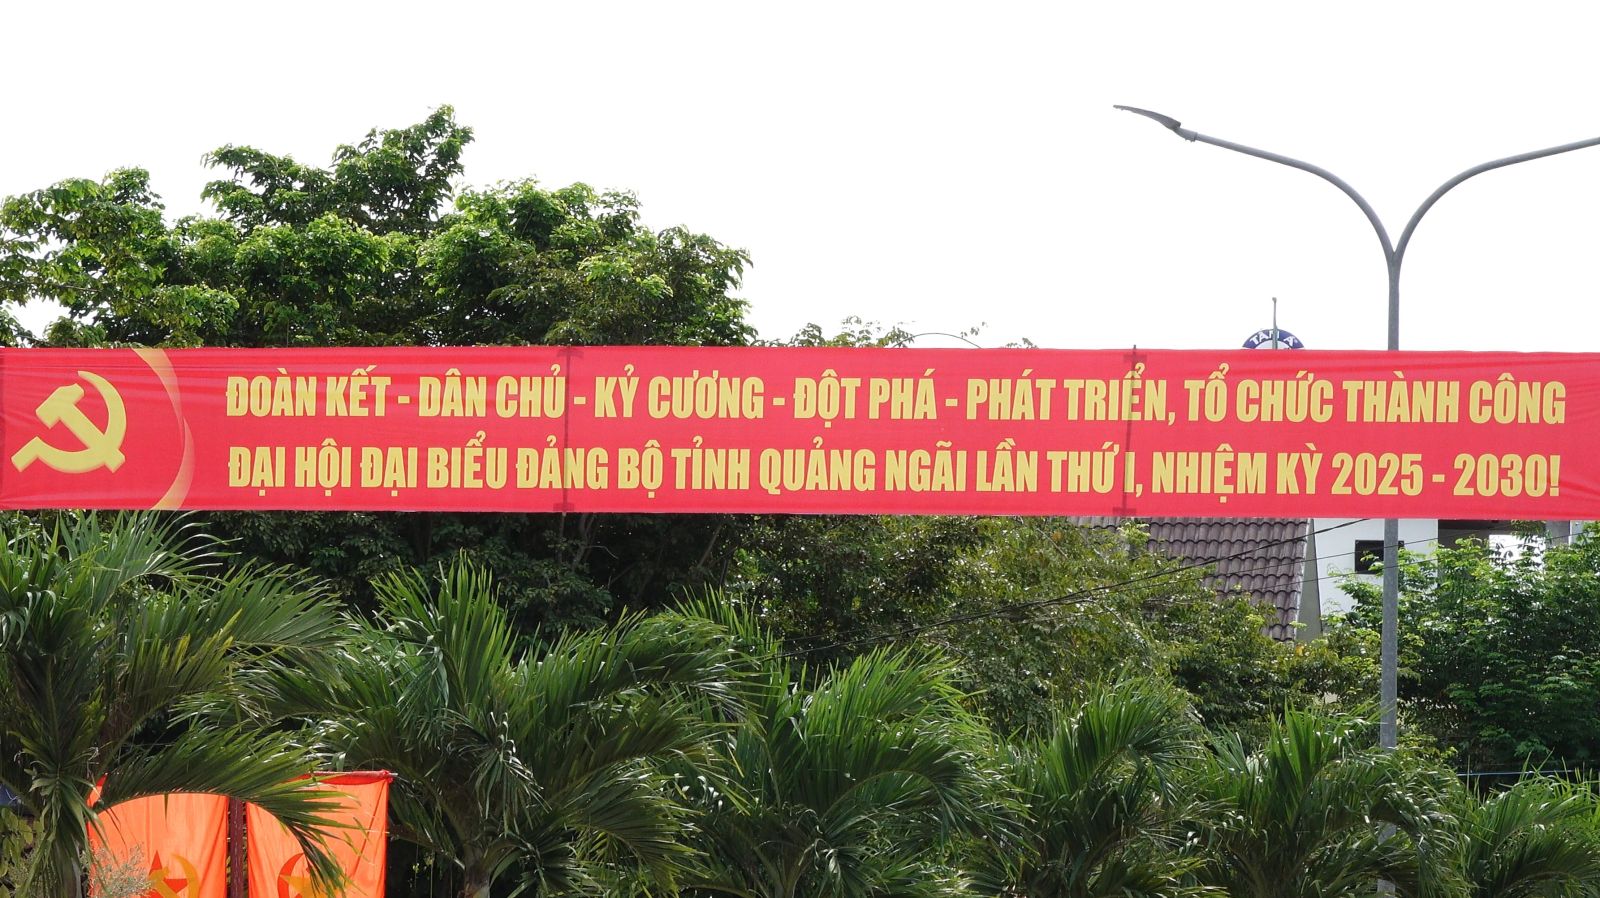 ĐOÀN KẾT - DÂN CHỦ - KỶ CƯƠNG - ĐỘT PHÁ - PHÁT TRIỂN, TỔ CHỨC THÀNH CÔNG
ĐẠI HỘI ĐẠI BIỂU ĐẢNG BỘ TỈNH QUẢNG NGÃI LẦN THỨ I, NHIỆM KỲ 2025 - 2030!